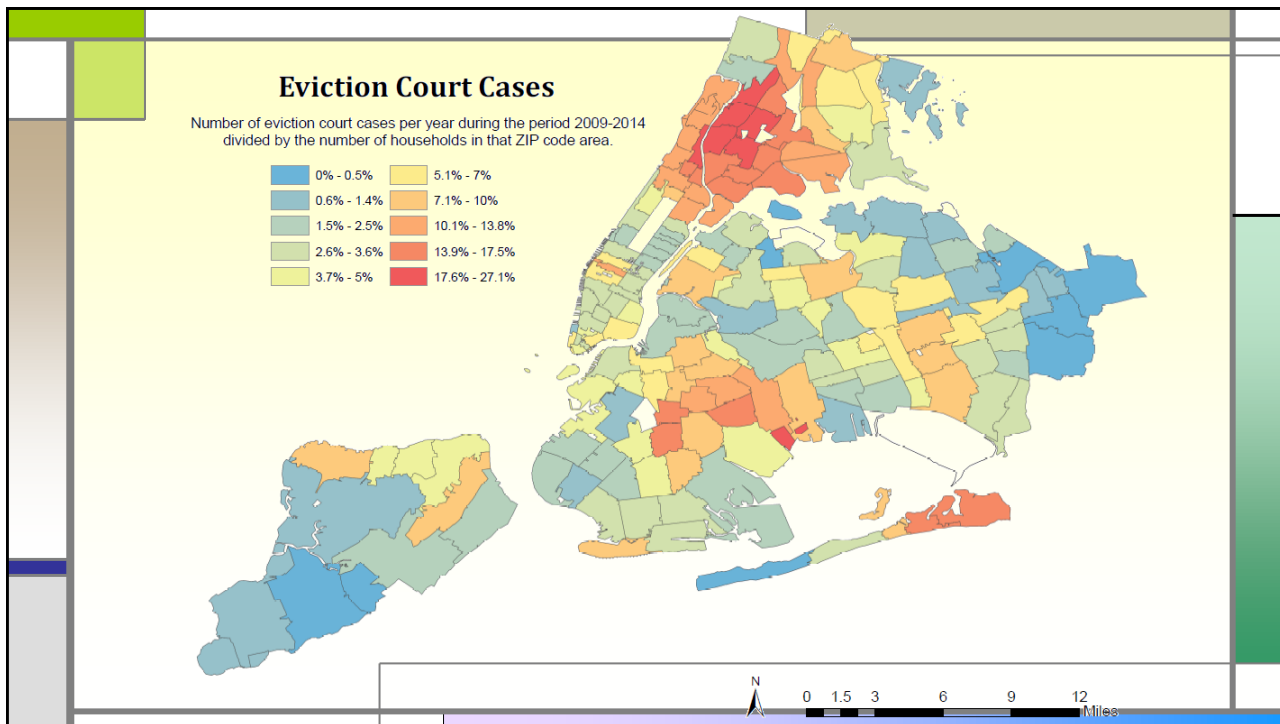 Eviction Court Cases
Number of eviction court cases per year during the period 2009-2014
divided by the number of households in that ZIP code area.
0% - 0.5%
0.6% - 1.4%
1.5% - 2.5%
2.6% - 3.6%
3.7% - 5%
5.1% - 7%
7.1% - 10%
10.1% - 13.8%
13.9% - 17.5%
17.6% - 27.1%
N
0 1.5 3 6 9 12
Miles